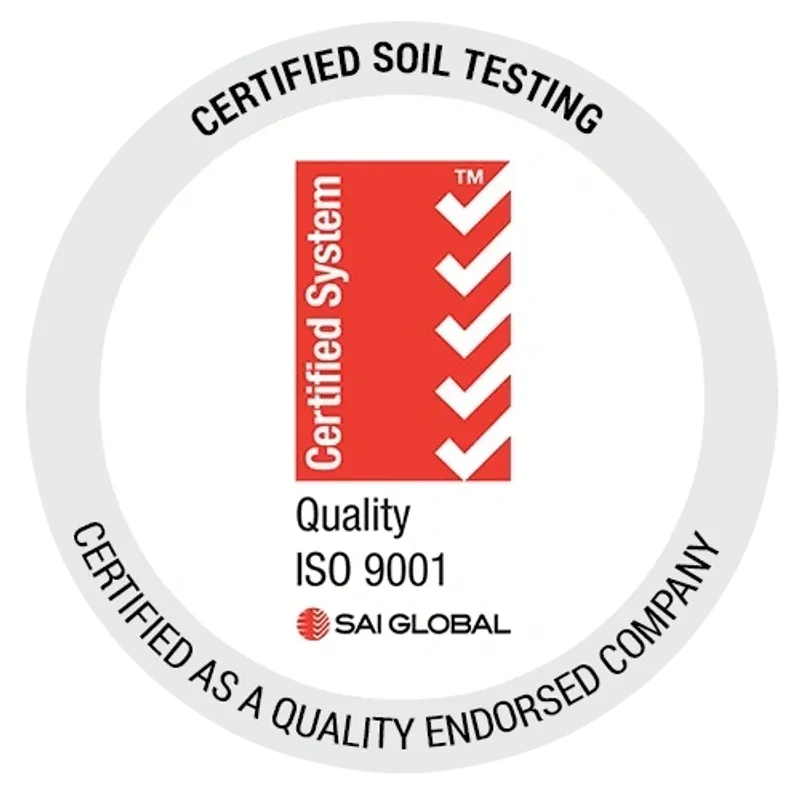 CERTIFIED SOIL TESTING
Certified System
TM
Quality
ISO 9001
SAI GLOBAL
CERTIFIED AS A QUALITY ENDORSED COMPANY